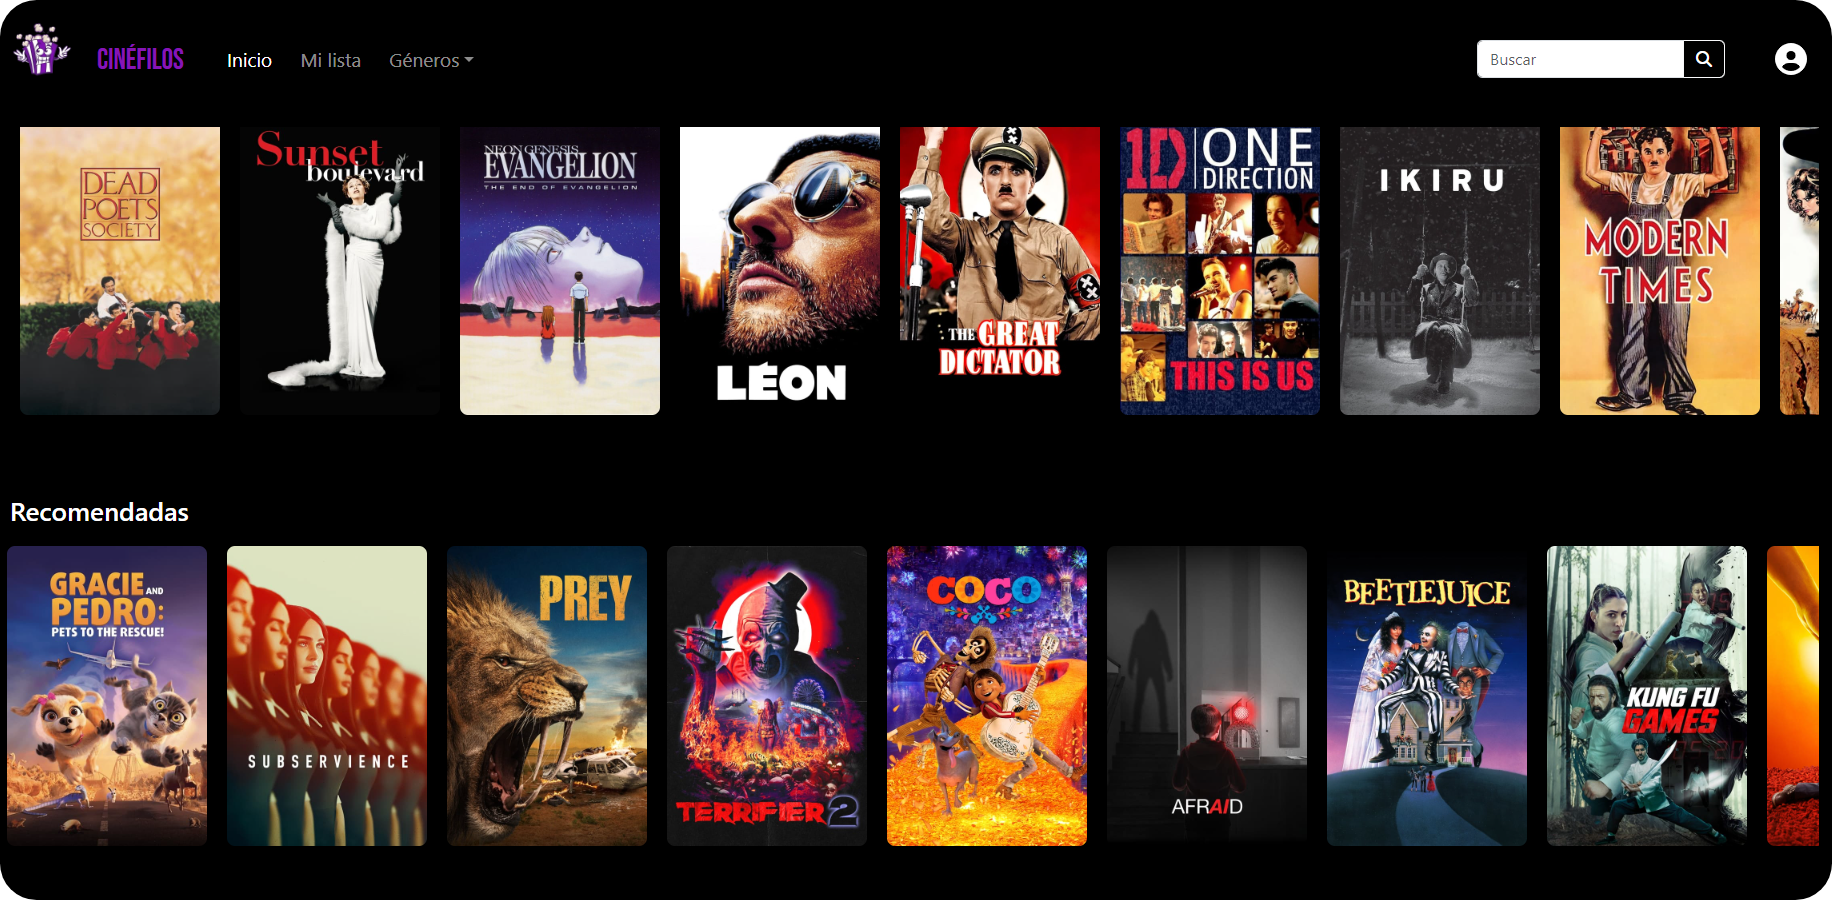 CINÉFILOS
Inicio
Mi lista
Géneros
Buscar
DEAD
POETS
SOCIETY
Sunset
boulevard
NEON GENESIS
EVANGELION
THE END OF EVANGELION
LÉON
THE GREAT
DICTATOR
1D ONE
DIRECTION
THIS IS US
IKIRU
MODERN
TIMES
Recomendadas
GRACIE AND
PEDRO:
PETS TO THE RESCUE!
SUBSERVIENCE
PREY
TERRIFIER 2
COCO
AFRAID
BEETLEJUICE
KUNG FU
GAMES